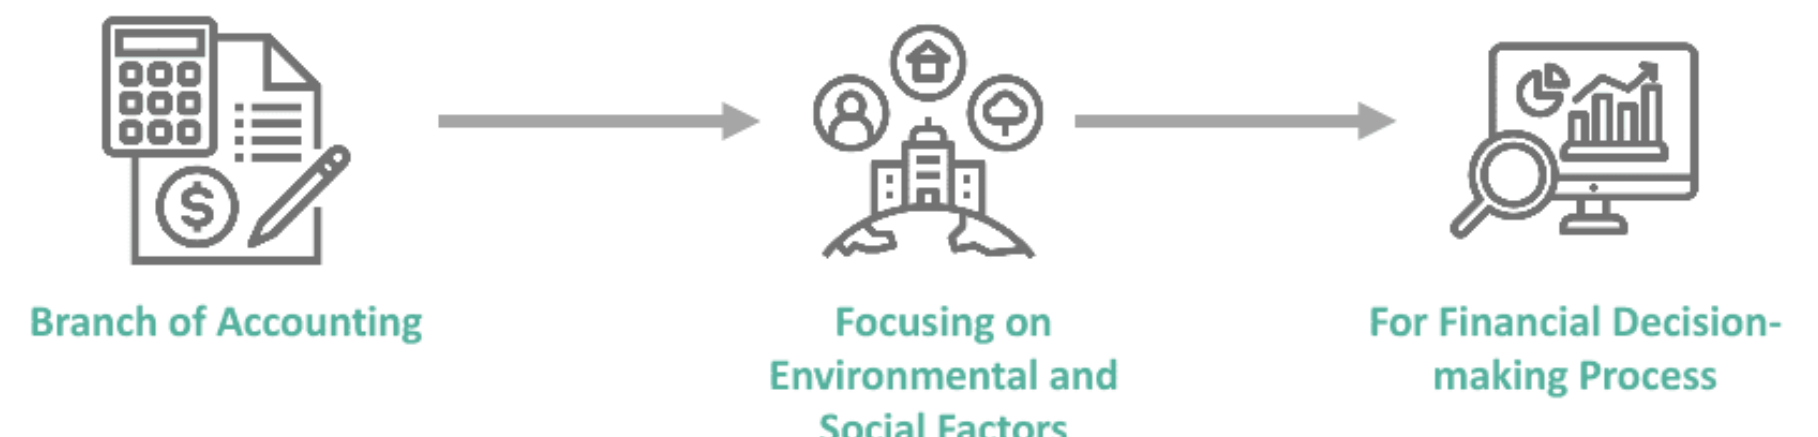 Branch of Accounting
Focusing on
Environmental and
Social Factors
For Financial Decision-
making Process